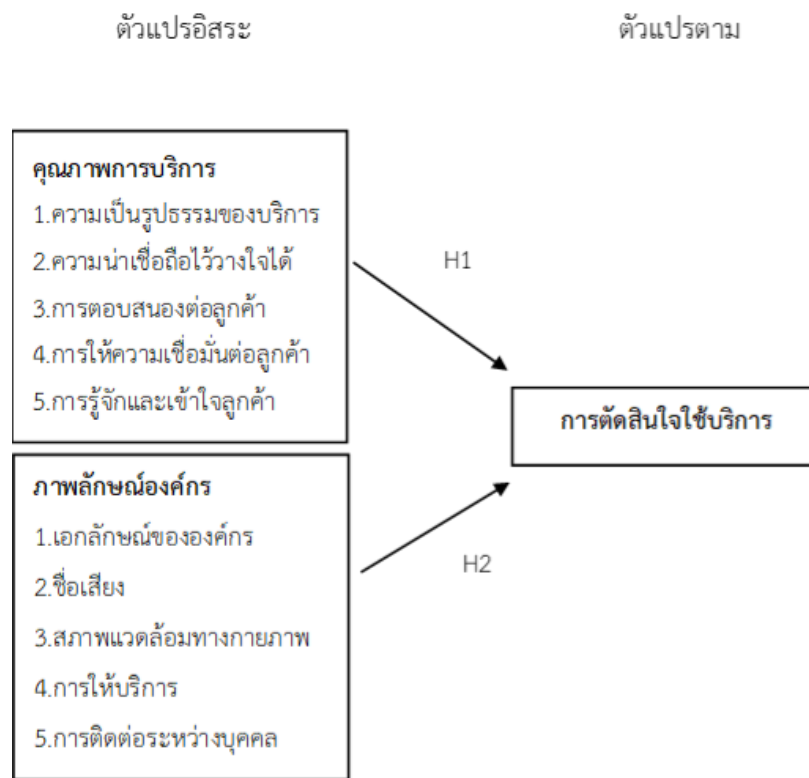 ตัวแปรอิสระ
ตัวแปรตาม
คุณภาพการบริการ
1.ความเป็นรูปธรรมของบริการ
2.ความน่าเชื่อถือไว้วางใจได้
3.การตอบสนองต่อลูกค้า
4.การให้ความเชื่อมั่นต่อลูกค้า
5.การรู้จักและเข้าใจลูกค้า
H1
การตัดสินใจใช้บริการ
ภาพลักษณ์องค์กร
1.เอกลักษณ์ขององค์กร
2.ชื่อเสียง
3.สภาพแวดล้อมทางกายภาพ
4.การให้บริการ
5.การติดต่อระหว่างบุคคล
H2